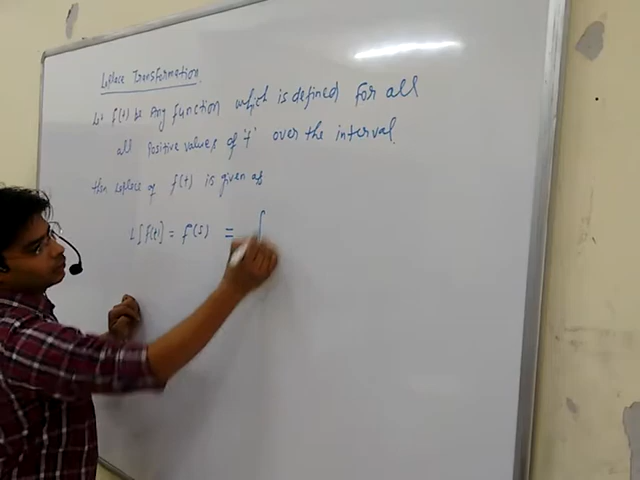 Laplace Transformation
Let f(t) be any function which is defined for all
all positive values of 't' over the interval.
then Laplace of f(t) is given as
L[f(t)] = f̄(s) = ∫